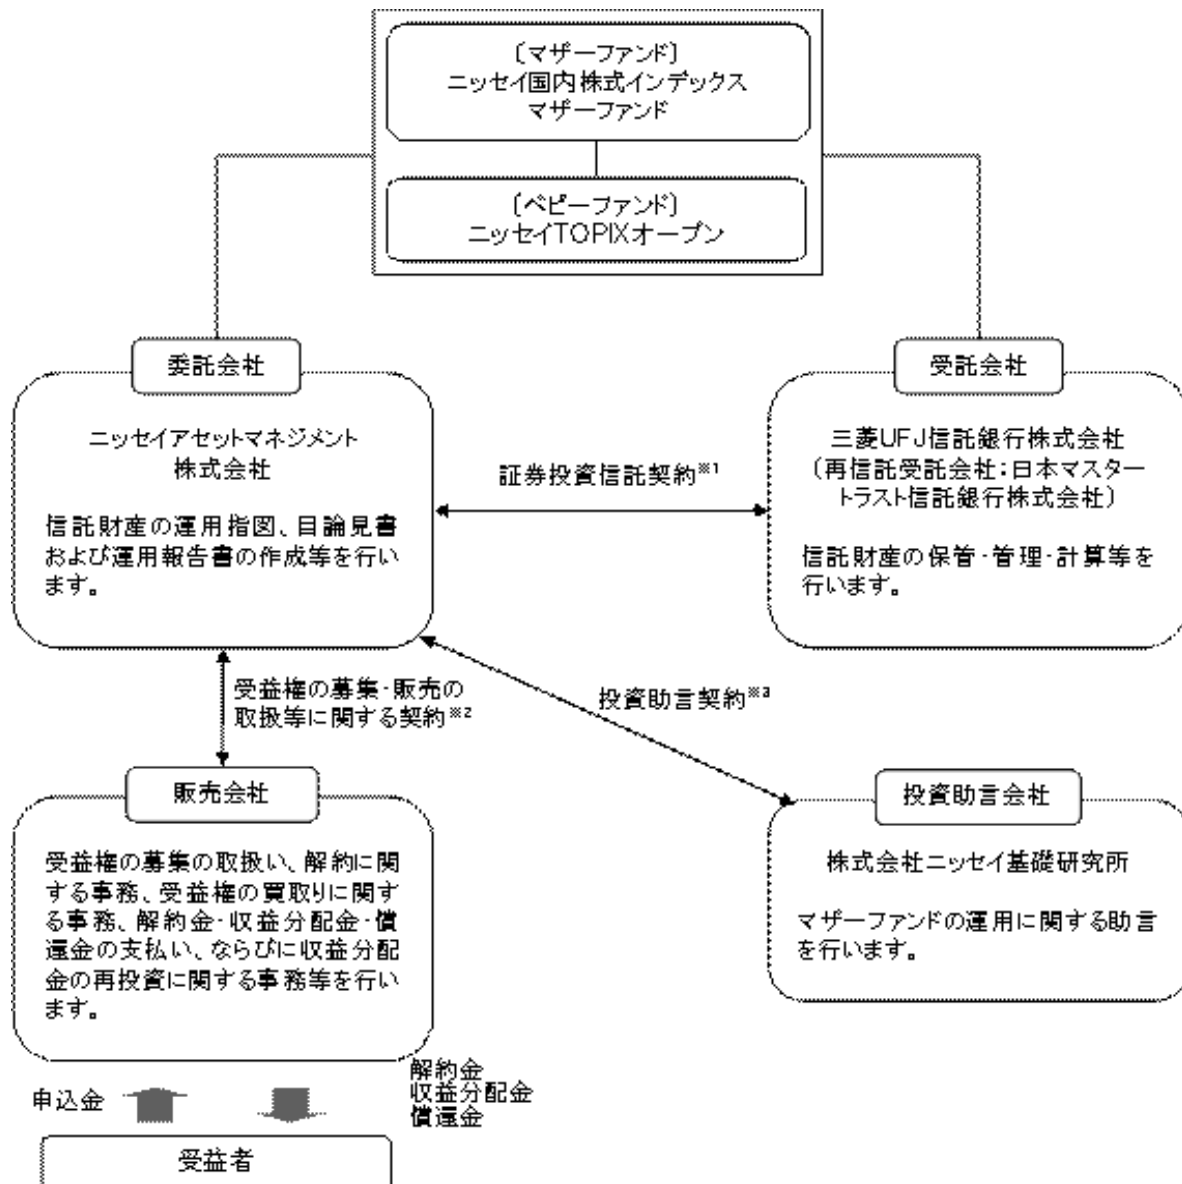 〔マザーファンド〕
ニッセイ国内株式インデックス
マザーファンド
〔ベビーファンド〕
ニッセイTOPIXオープン
委託会社
ニッセイアセットマネジメント
株式会社
信託財産の運用指図、目論見書
および運用報告書の作成等を行い
ます。
証券投資信託契約※1
受託会社
三菱UFJ信託銀行株式会社
（再信託受託会社：日本マスター
トラスト信託銀行株式会社）
信託財産の保管・管理・計算等を
行います。
受益権の募集・販売の
取扱等に関する契約※2
投資助言契約※3
販売会社
受益権の募集の取扱い、解約に関
する事務、受益権の買取りに関す
る事務、解約金・収益分配金・償
還金の支払い、ならびに収益分配
金の再投資に関する事務等を行い
ます。
投資助言会社
株式会社ニッセイ基礎研究所
マザーファンドの運用に関する助言
を行います。
申込金
解約金
収益分配金
償還金
受益者